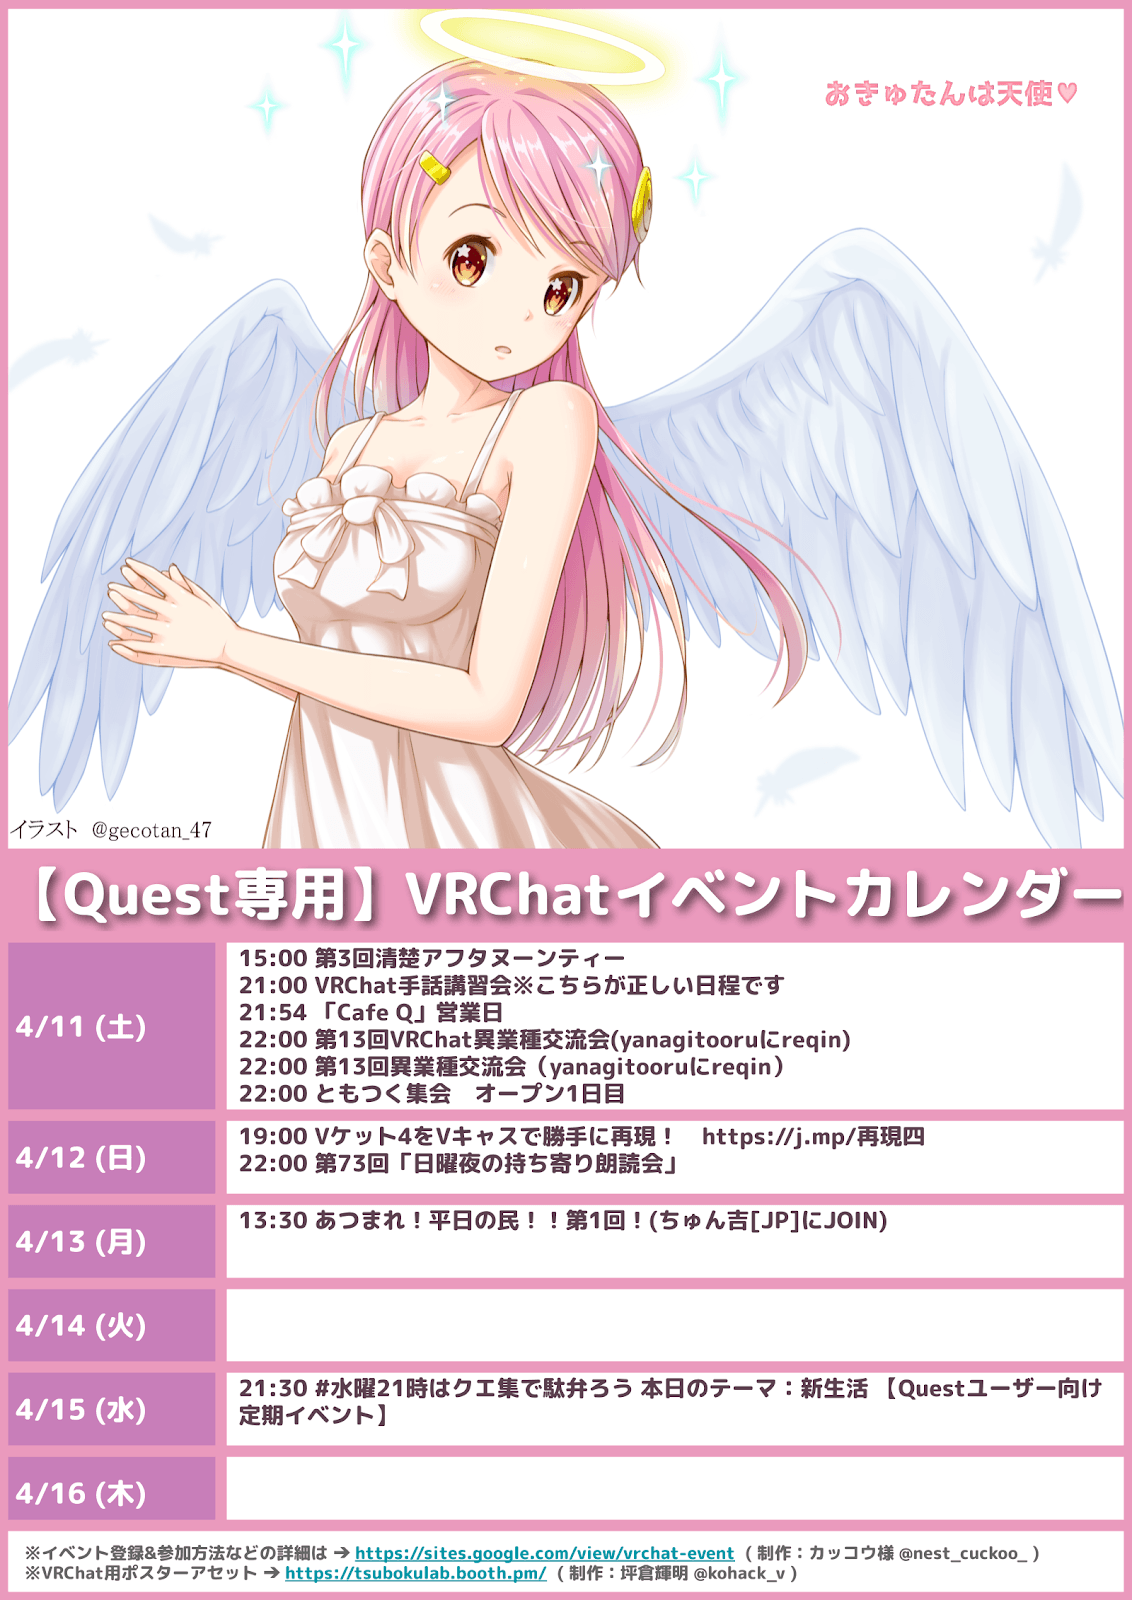 おきゅたんは天使♥
イラスト @gecotan_47
【Quest専用】VRChatイベントカレンダー
4/11 (土)
15:00 第3回清楚アフタヌーンティー
21:00 VRChat手話講習会※こちらが正しい日程です
21:54 「Cafe Q」営業日
22:00 第13回VRChat異業種交流会(yanagitooruにreqin)
22:00 第13回異業種交流会（yanagitooruにreqin）
22:00 ともつく集会　オープン1日目
4/12 (日)
19:00 Vケット4をVキャスで勝手に再現！　https://j.mp/再現四
22:00 第73回「日曜夜の持ち寄り朗読会」
4/13 (月)
13:30 あつまれ！平日の民！！第1回！(ちゅん吉[JP]にJOIN)
4/14 (火)
4/15 (水)
21:30 #水曜21時はクエ集で駄弁ろう 本日のテーマ：新生活 【Questユーザー向け
定期イベント】
4/16 (木)
※イベント登録&参加方法などの詳細は ➔ https://sites.google.com/view/vrchat-event （ 制作：カッコウ様 @nest_cuckoo_ ）
※VRChat用ポスターアセット ➔ https://tsubokulab.booth.pm/ （ 制作：坪倉輝明 @kohack_v ）